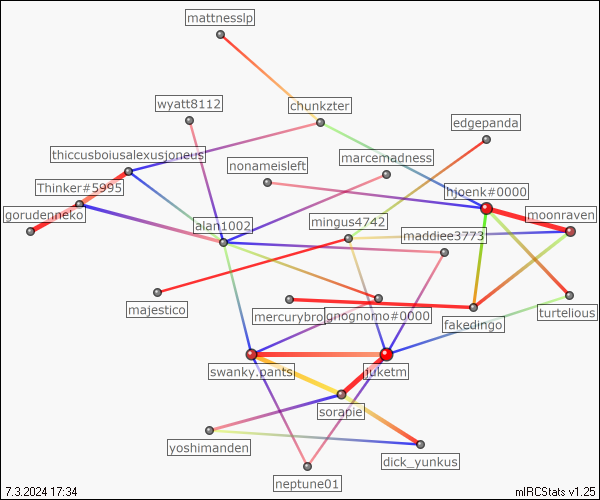 mattnesslp
wyatt8112
chunkzter
edgepanda
thiccusboiusalexusjoneus
marcemadness
nonameisleft
Thinker#5995
hjoenk#0000
gorudenneko
moonraven
alan1002
mingus4742
maddiee3773
majestico
mercurybro
gnognomo#0000
turtelious
fakedingo
swanky.pants
juketm
sorapie
yoshimanden
dick_yunkus
neptune01
7.3.2024 17:34
mIRCStats v1.25